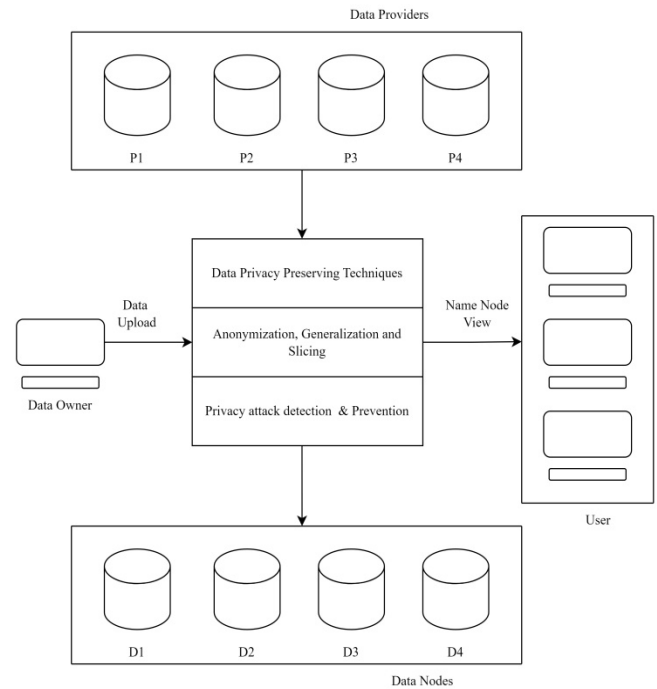 Data Providers
P1
P2
P3
P4
Data Privacy Preserving Techniques
Data
Upload
Anonymization, Generalization and
Slicing
Name Node
View
Privacy attack detection & Prevention
Data Owner
User
D1
D2
D3
D4
Data Nodes